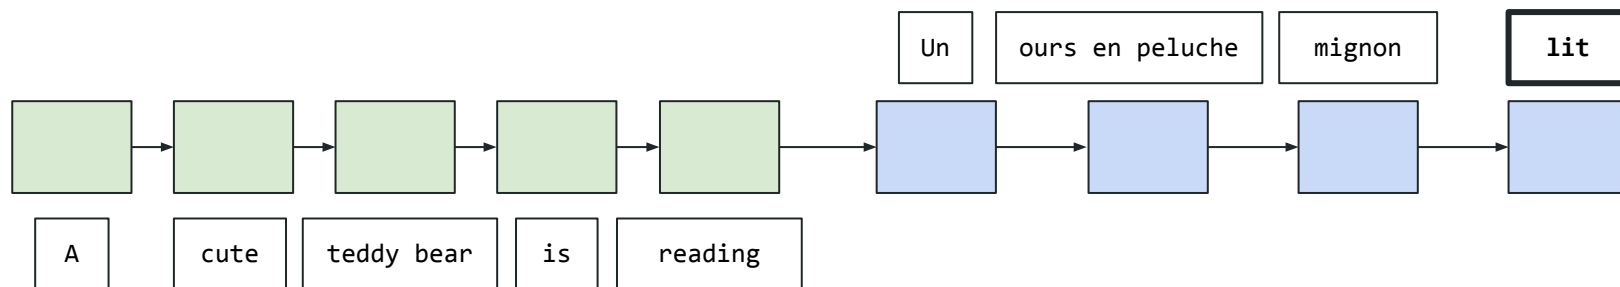 Un ours en peluche mignon lit
A cute teddy bear is reading